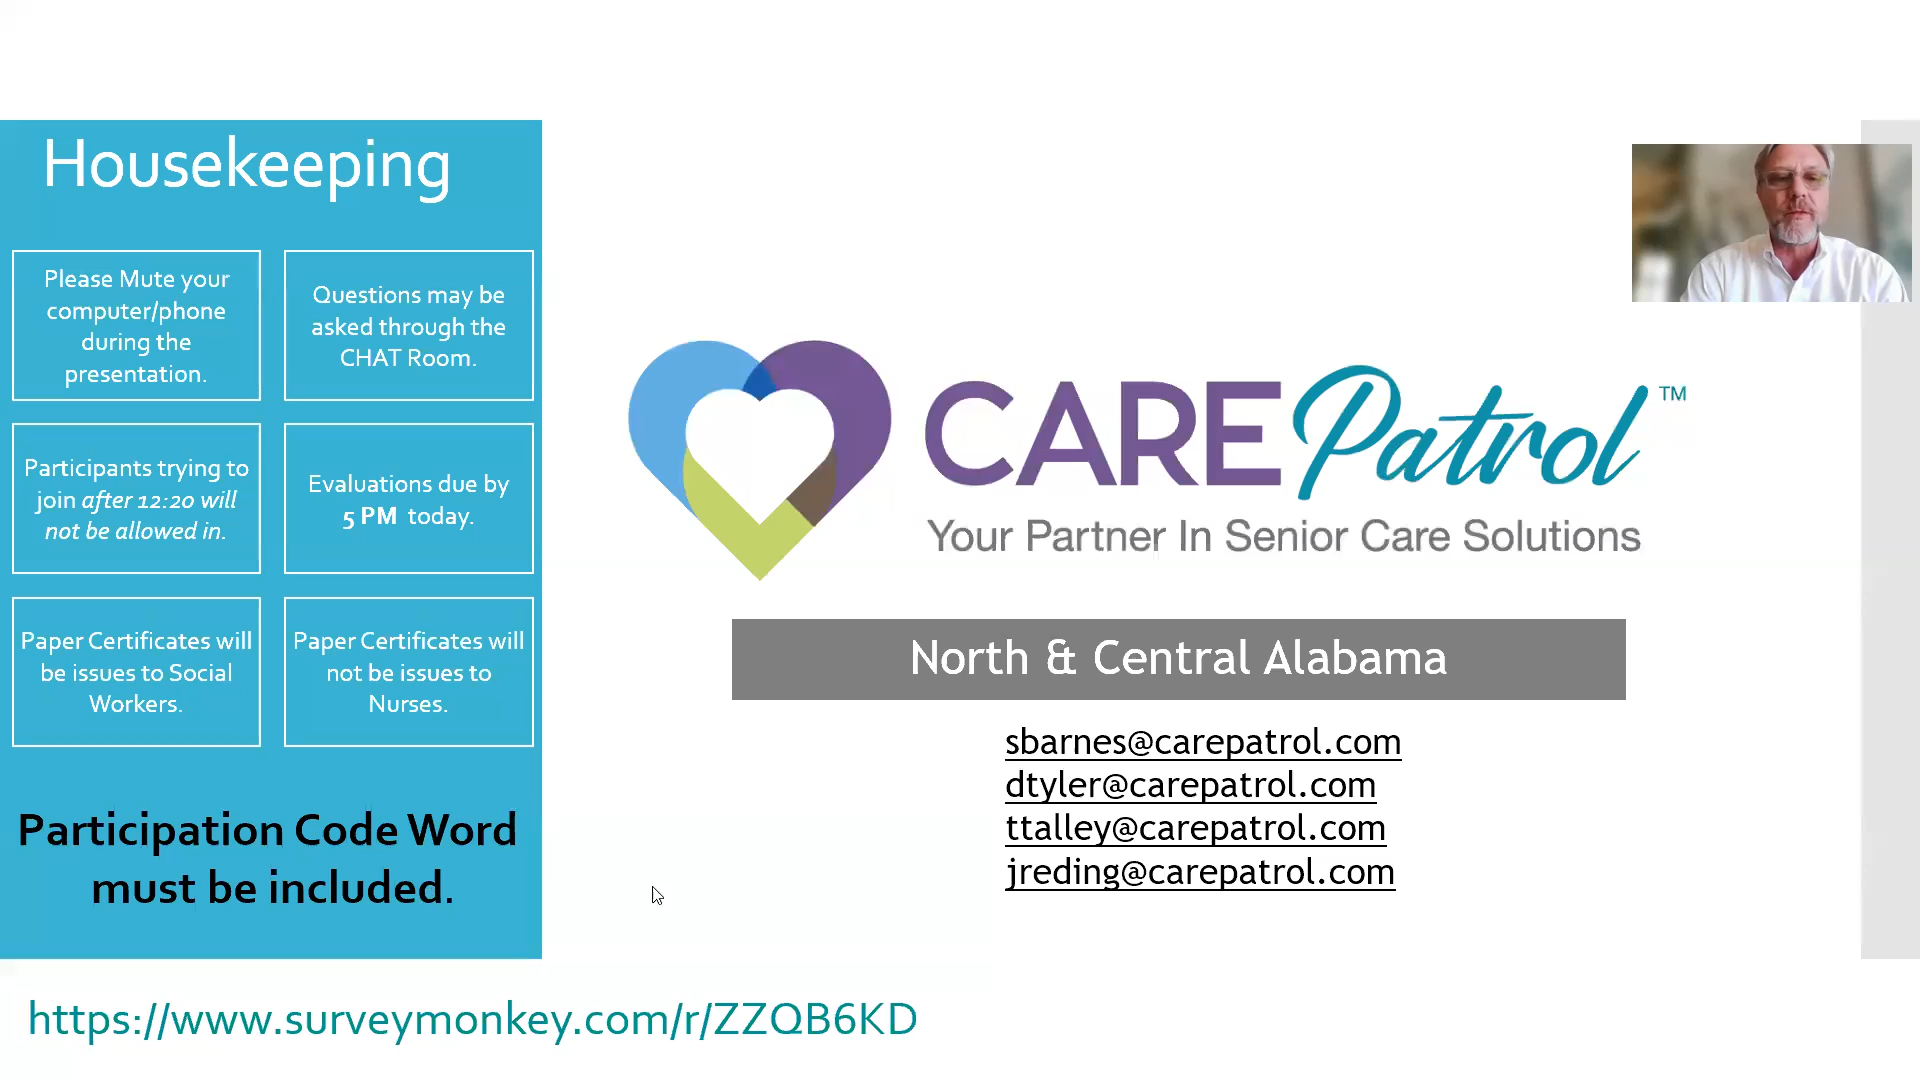 Housekeeping
Please Mute your
computer/phone
during the
presentation.
Questions may be
asked through the
CHAT Room.
Participants trying to
join after 12:20 will
not be allowed in.
Evaluations due by
5 PM today.
Paper Certificates will
be issues to Social
Workers.
Paper Certificates will
not be issues to
Nurses.
Participation Code Word
must be included.
https://www.surveymonkey.com/r/ZZQB6KD
CARE Patrol ™
Your Partner In Senior Care Solutions
North & Central Alabama
sbarnes@carepatrol.com
dtyler@carepatrol.com
ttalley@carepatrol.com
jreding@carepatrol.com